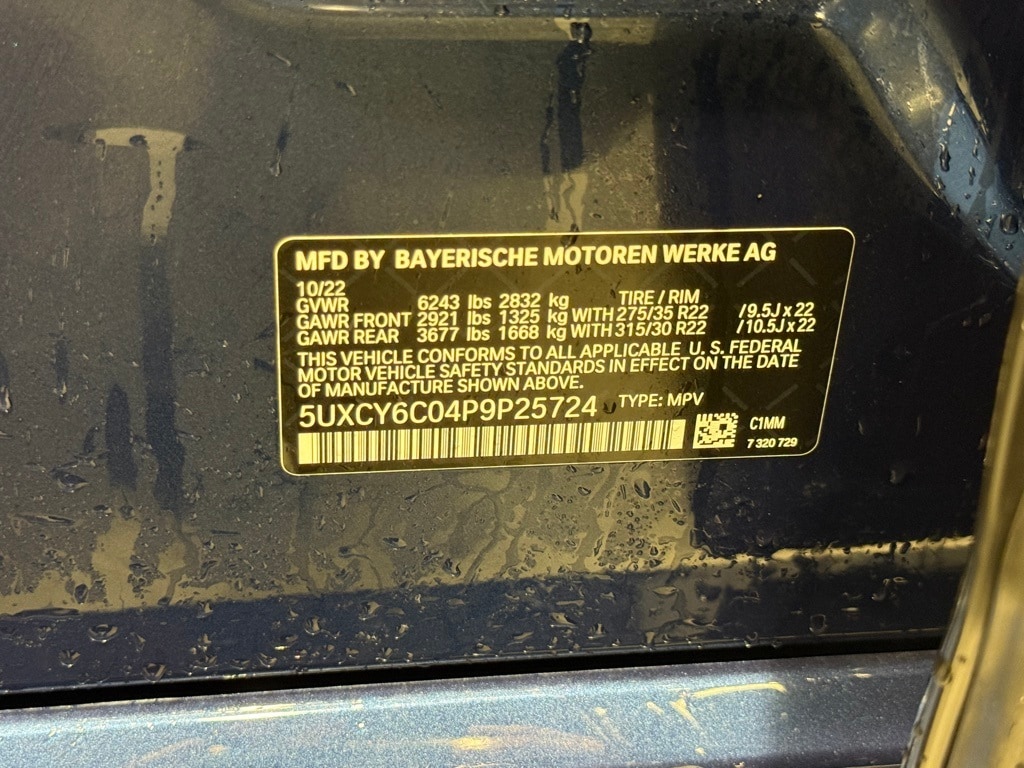 MFD BY BAYERISCHE MOTOREN WERKE AG
10/22 TIRE / RIM
GVWR 6243 lbs 2832 kg
GAWR FRONT 2921 lbs 1325 kg WITH 275/35 R22 / 9.5J x 22
GAWR REAR 3677 lbs 1668 kg WITH 315/30 R22 / 10.5J x 22
THIS VEHICLE CONFORMS TO ALL APPLICABLE U. S. FEDERAL
MOTOR VEHICLE SAFETY STANDARDS IN EFFECT ON THE DATE
OF MANUFACTURE SHOWN ABOVE.
5UXCY6C04P9P25724 TYPE: MPV
C1MM
7 320 729